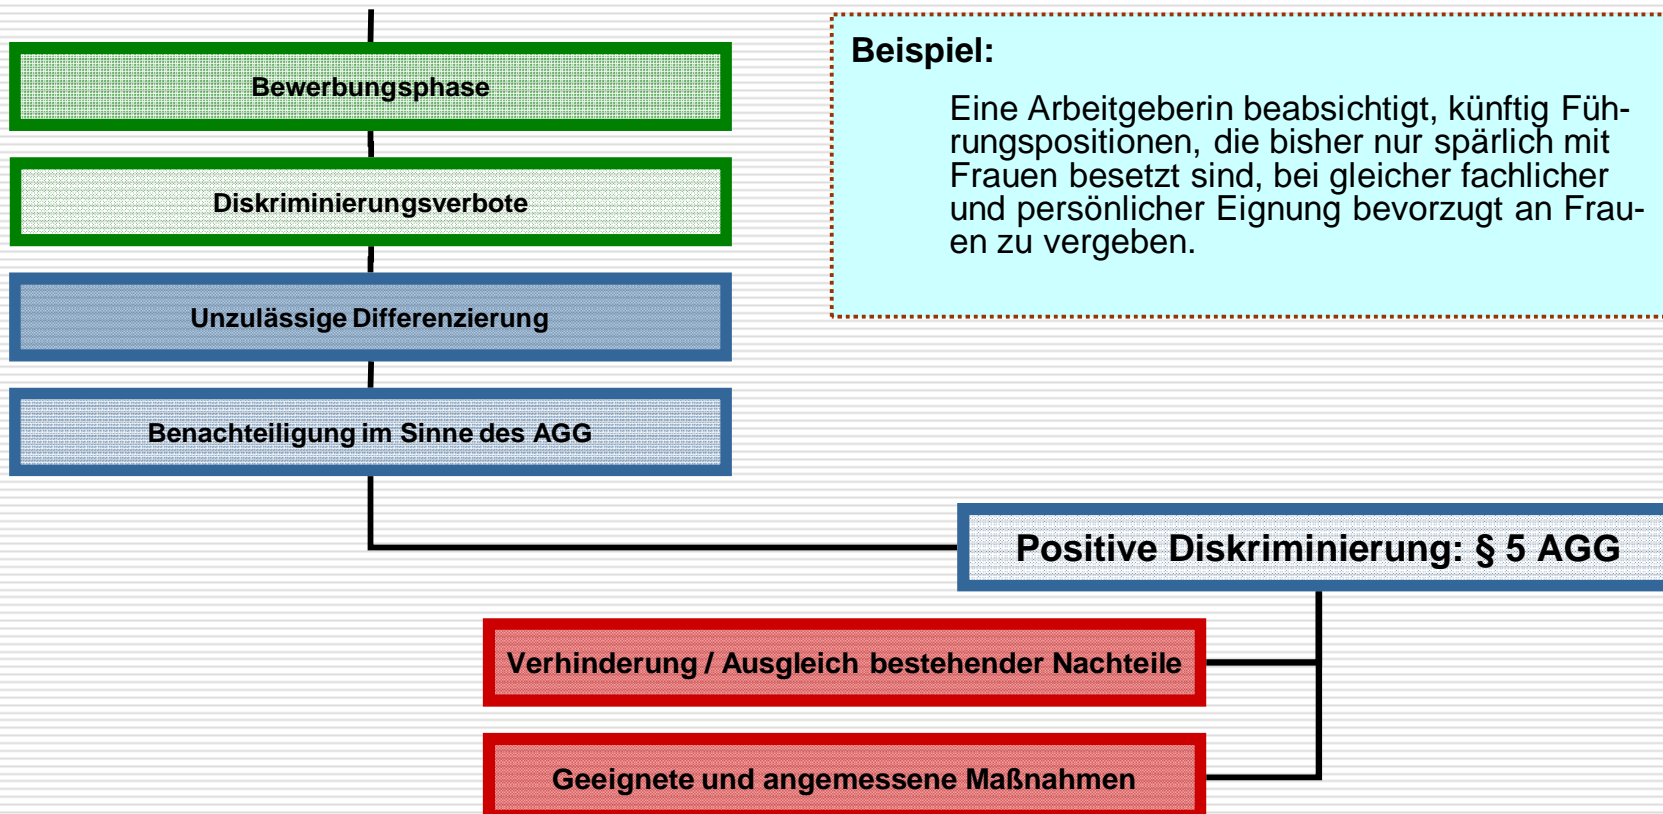 Bewerbungsphase
Diskriminierungsverbote
Unzulässige Differenzierung
Benachteiligung im Sinne des AGG
Beispiel:
Eine Arbeitgeberin beabsichtigt, künftig Füh-
rungspositionen, die bisher nur spärlich mit
Frauen besetzt sind, bei gleicher fachlicher
und persönlicher Eignung bevorzugt an Frau-
en zu vergeben.
Positive Diskriminierung: § 5 AGG
Verhinderung / Ausgleich bestehender Nachteile
Geeignete und angemessene Maßnahmen